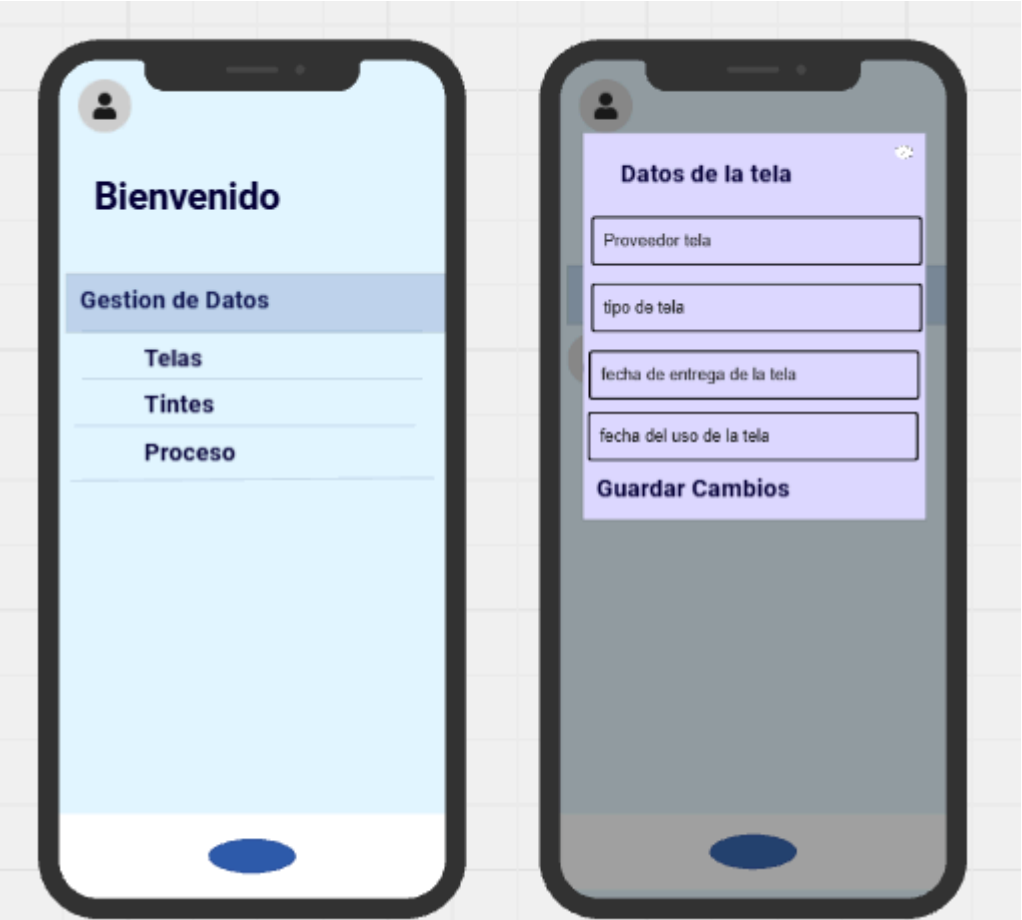 Bienvenido
Gestion de Datos
Telas
Tintes
Proceso
Datos de la tela
Proveedor tela
tipo de tela
fecha de entrega de la tela
fecha del uso de la tela
Guardar Cambios